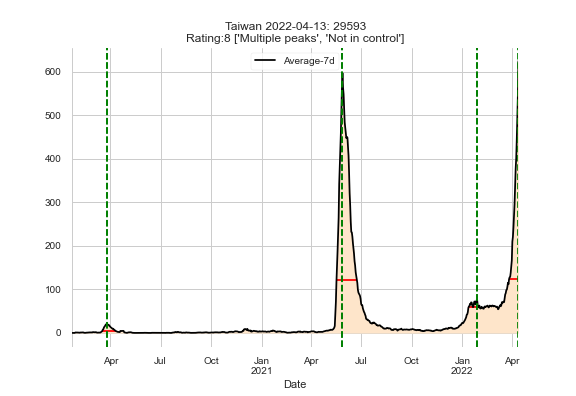 Taiwan 2022-04-13: 29593
Rating:8 ['Multiple peaks', 'Not in control']
Average-7d
600
500
400
300
200
100
0
Apr Jul Oct Jan Apr Jul Oct Jan Apr
2021 2022
Date